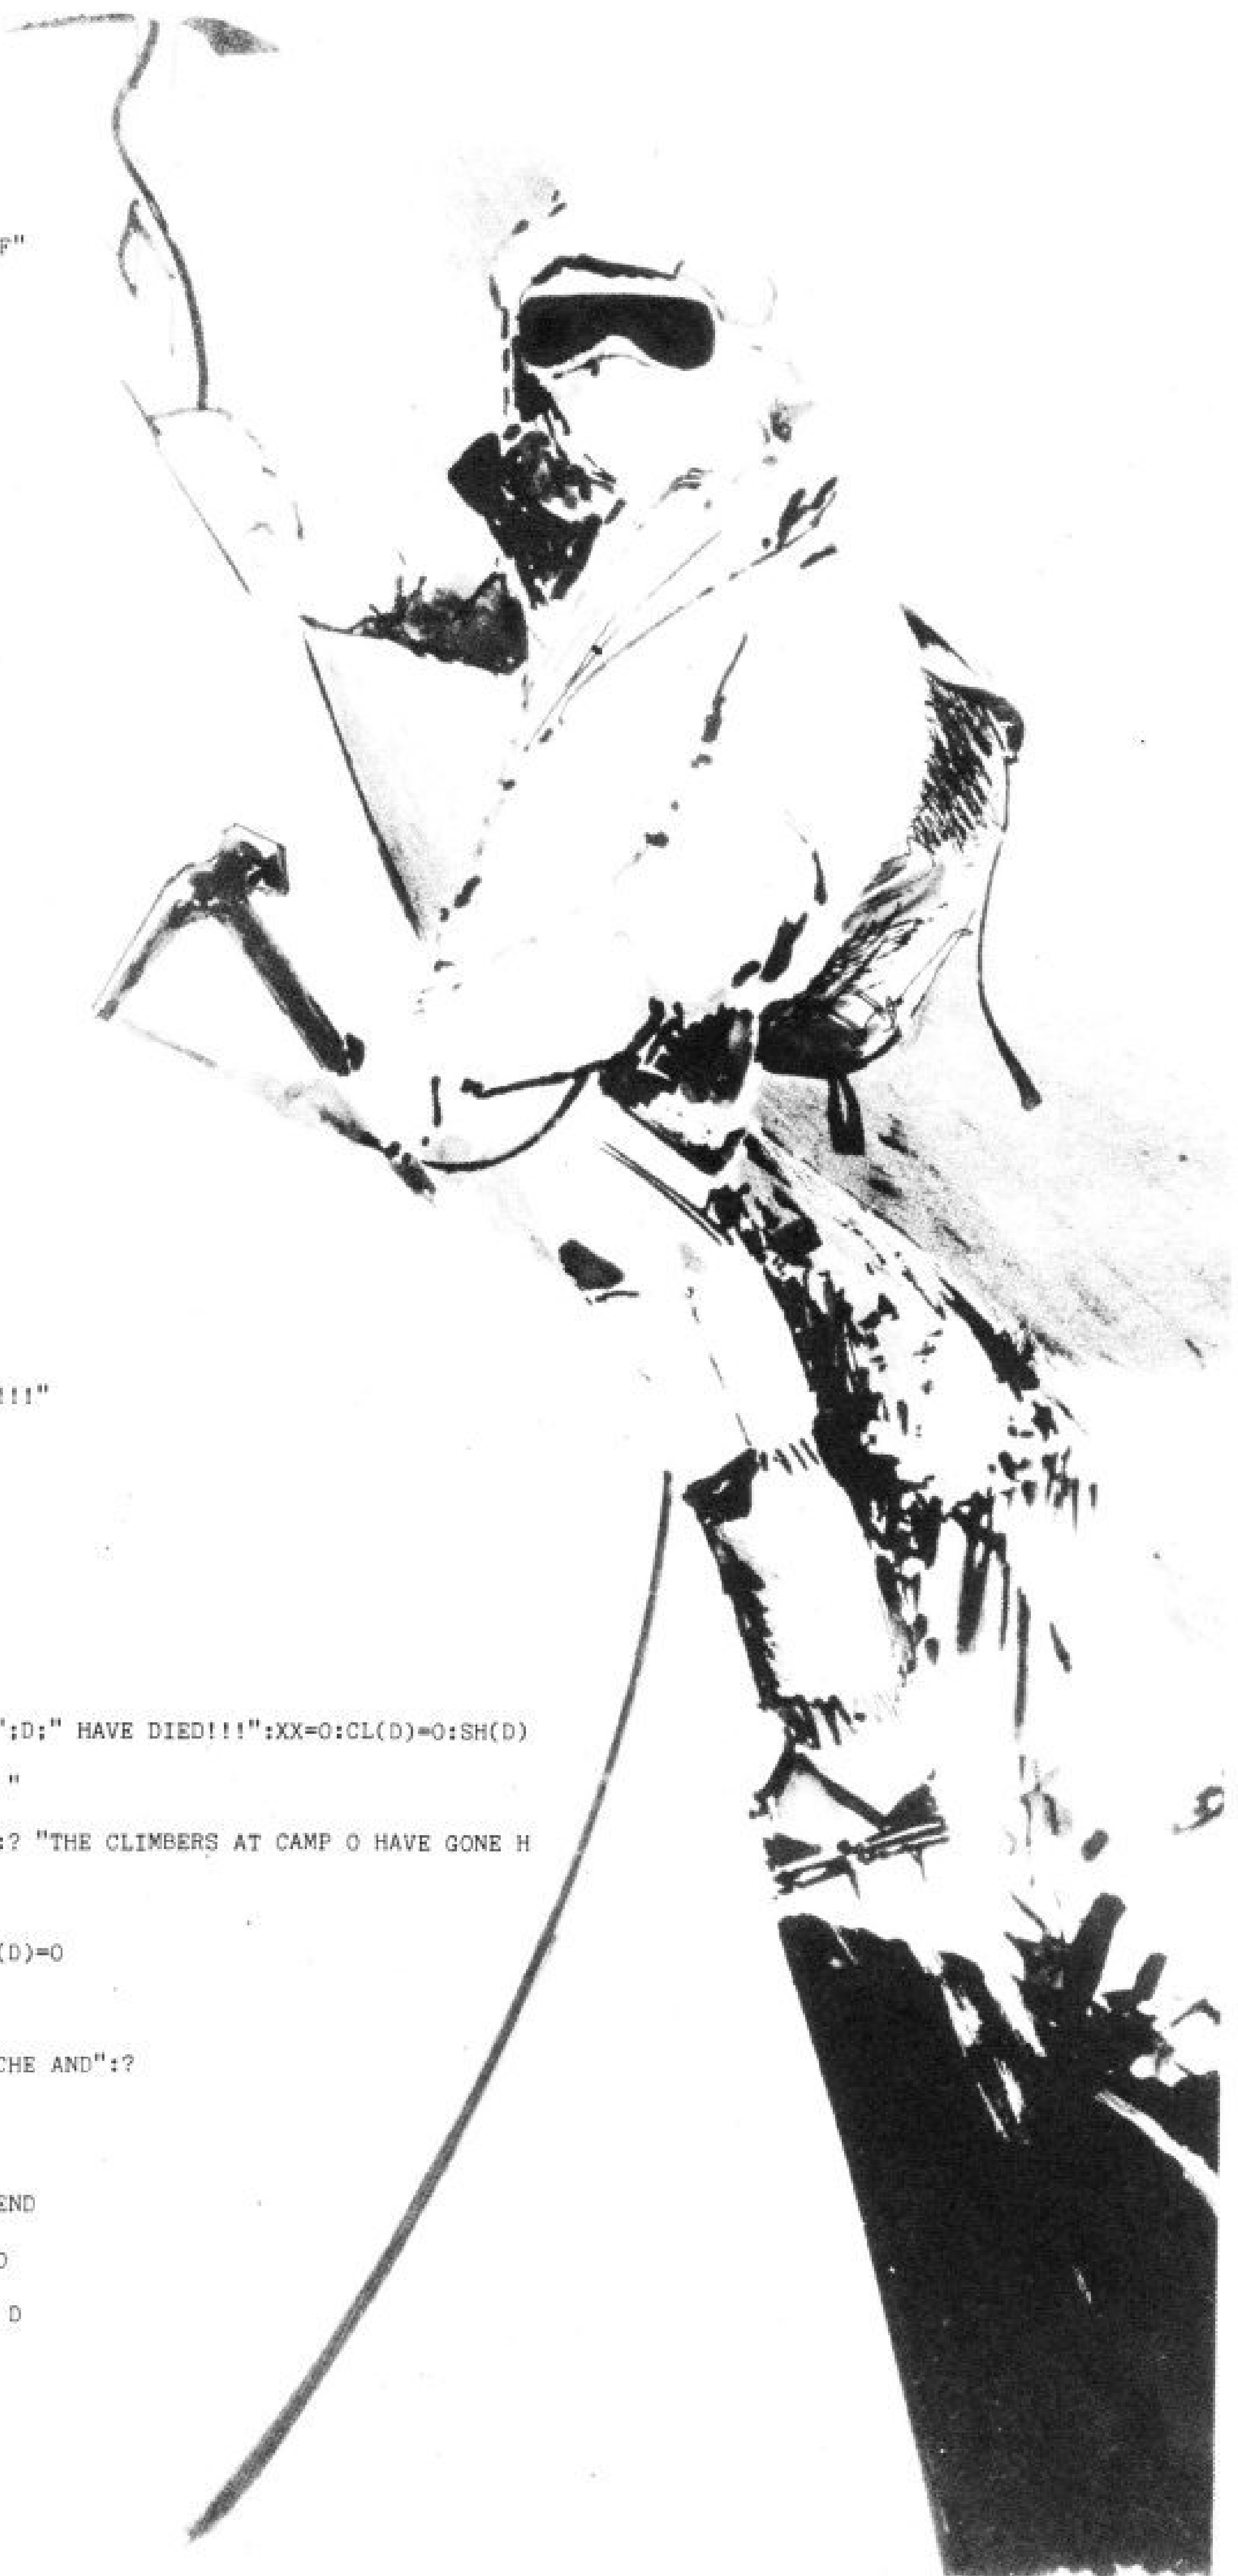 F"
!!!"
";D;" HAVE DIED!!!":XX=0:CL(D)=0:SH(D)
"
:? "THE CLIMBERS AT CAMP 0 HAVE GONE H
(D)=0
CHE AND":?
END
D